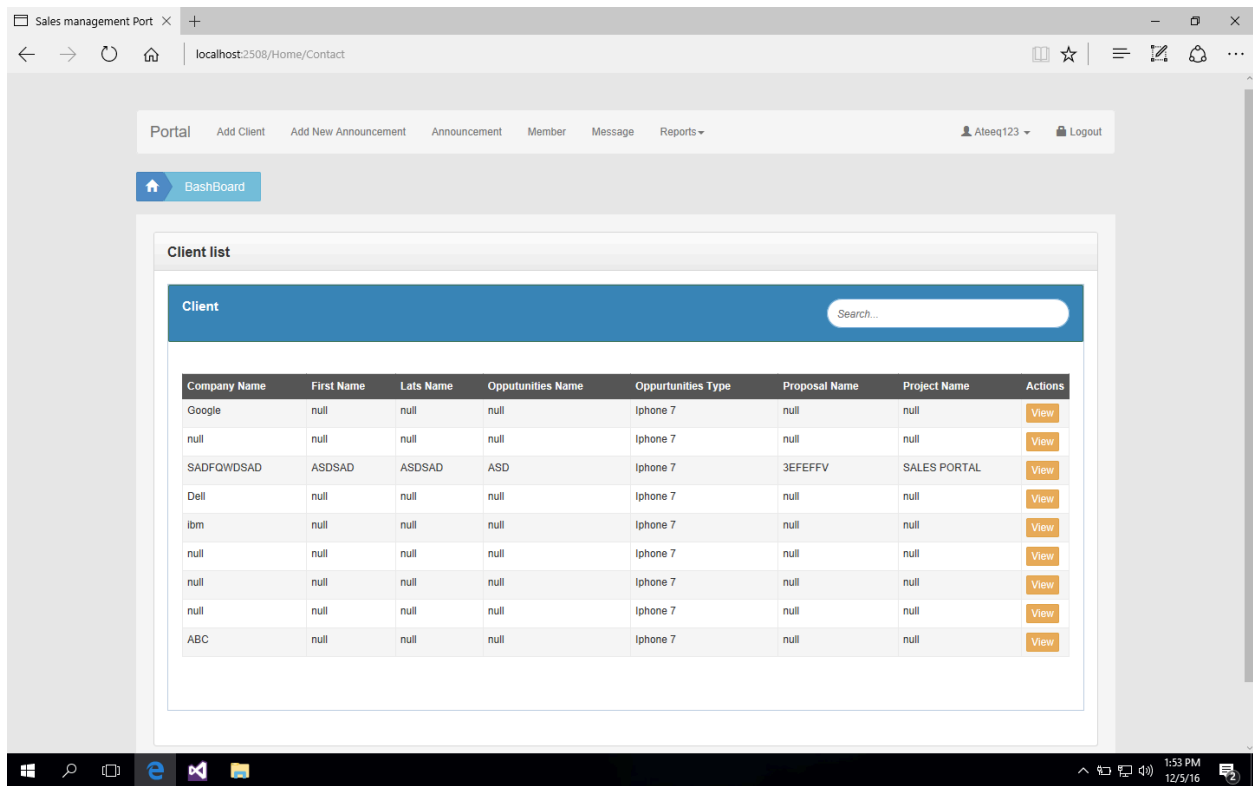 Sales management Port
localhost:2508/Home/Contact
Portal Add Client Add New Announcement Announcement Member Message Reports Ateeq123 Logout
BashBoard
Client list
Client Search...
Company Name First Name Lats Name Opputunities Name Oppurtunities Type Proposal Name Project Name Actions
Google null null null Iphone 7 null null View
null null null null Iphone 7 null null View
SADFQWDSAD ASDSAD ASDSAD ASD Iphone 7 3EFEFFV SALES PORTAL View
Dell null null null Iphone 7 null null View
ibm null null null Iphone 7 null null View
null null null null Iphone 7 null null View
null null null null Iphone 7 null null View
null null null null Iphone 7 null null View
ABC null null null Iphone 7 null null View
1:53 PM
12/5/16
2